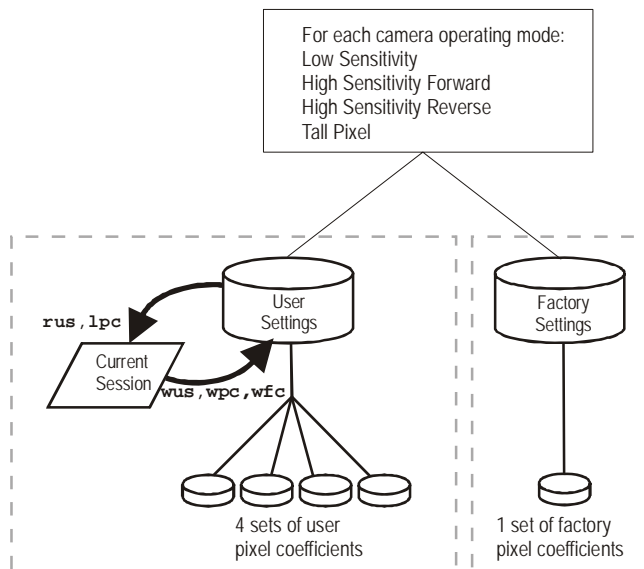 For each camera operating mode:
Low Sensitivity
High Sensitivity Forward
High Sensitivity Reverse
Tall Pixel
User
Settings
Factory
Settings
rus,lpc
Current
Session
wus,wpc,wfc
4 sets of user
pixel coefficients
1 set of factory
pixel coefficients